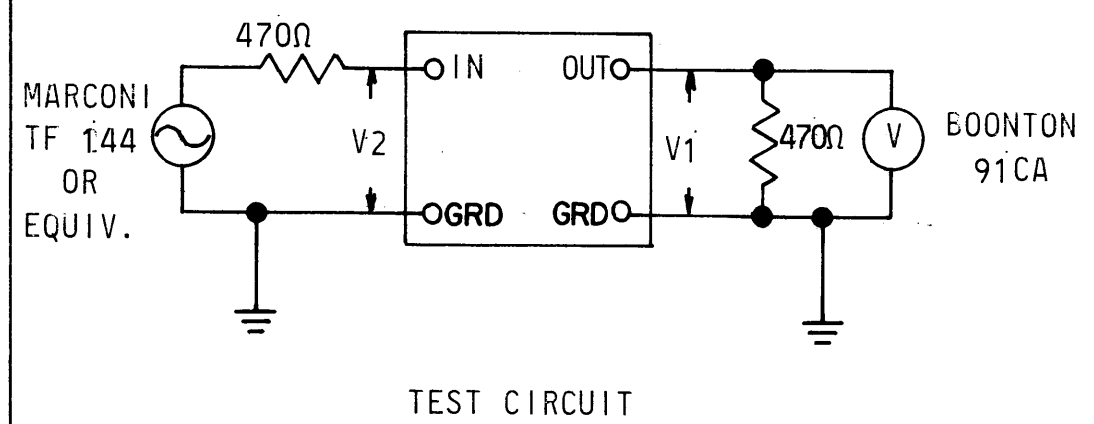 470Ω
MARCONI
TF 144
OR
EQUIV.
V2
IN
GRD
OUT
GRD
V1
470Ω
V
BOONTON
91CA
TEST CIRCUIT